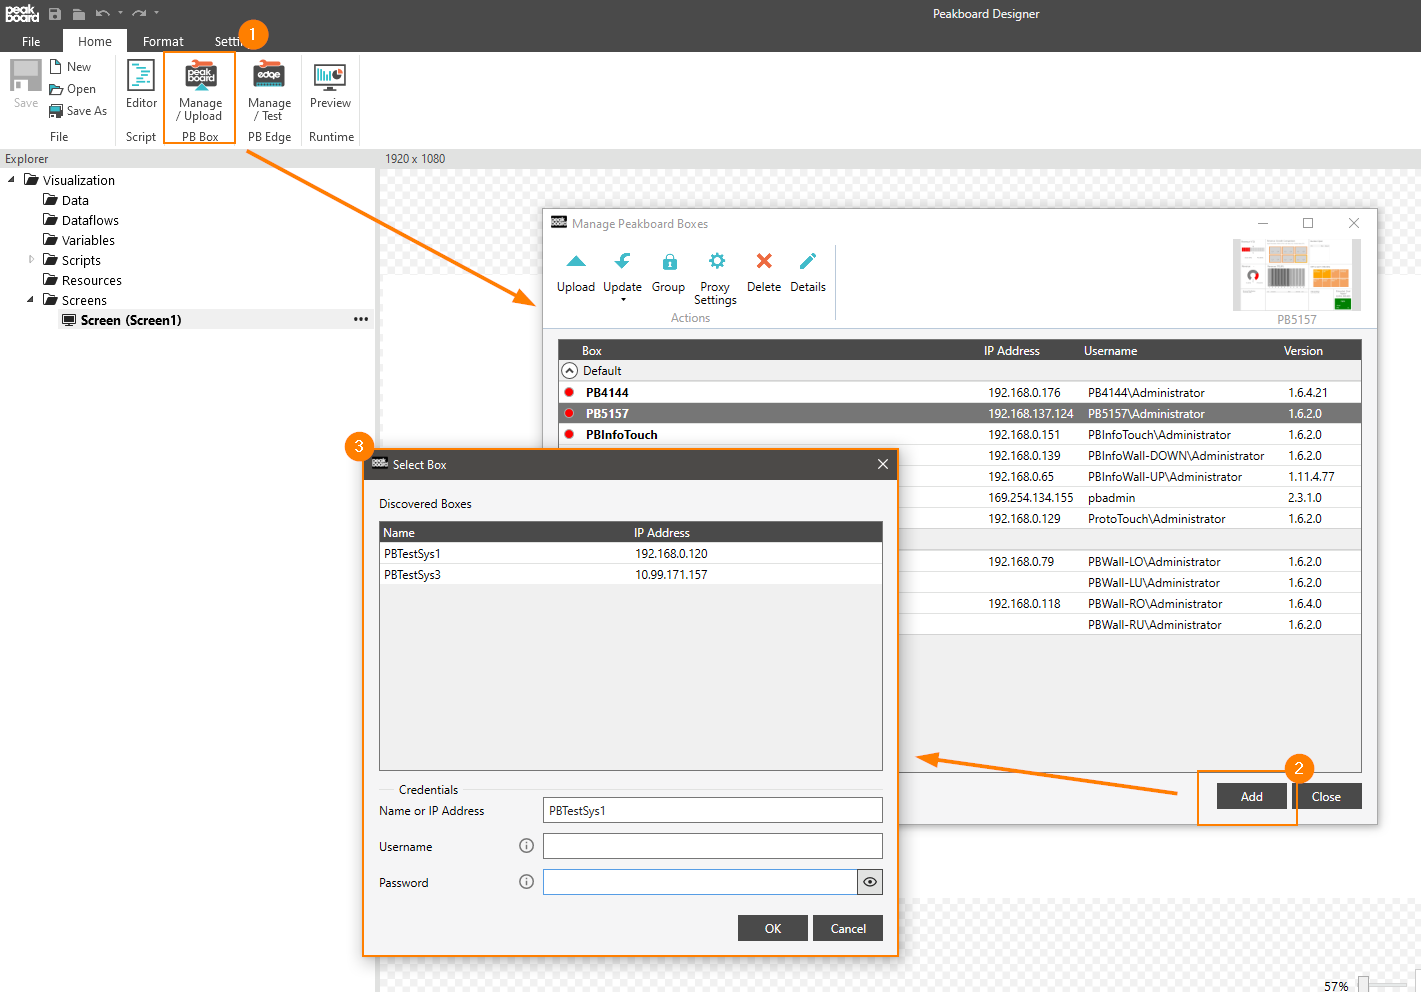 peak board
Peakboard Designer
File Home Format Setti
1
Save
New
Open
Save As
File
Editor
Script
peak board
Manage / Upload
PB Box
edge
Manage / Test
PB Edge
Preview
Runtime
Explorer
1920 x 1080
Visualization
Data
Dataflows
Variables
Scripts
Resources
Screens
Screen (Screen1)
•••
Manage Peakboard Boxes
Upload Update Group Proxy Settings Delete Details
Actions
PB5157
Box IP Address Username Version
Default
PB4144 192.168.0.176 PB4144\Administrator 1.6.4.21
PB5157 192.168.137.124 PB5157\Administrator 1.6.2.0
PBInfoTouch 192.168.0.151 PBInfoTouch\Administrator 1.6.2.0
192.168.0.139 PBInfoWall-DOWN\Administrator 1.6.2.0
192.168.0.65 PBInfoWall-UP\Administrator 1.11.4.77
169.254.134.155 pbadmin 2.3.1.0
192.168.0.129 ProtoTouch\Administrator 1.6.2.0
192.168.0.79 PBWall-LO\Administrator 1.6.2.0
PBWall-LU\Administrator 1.6.2.0
192.168.0.118 PBWall-RO\Administrator 1.6.4.0
PBWall-RU\Administrator 1.6.2.0
2
Add Close
3
Select Box
Discovered Boxes
Name IP Address
PBTestSys1 192.168.0.120
PBTestSys3 10.99.171.157
Credentials
Name or IP Address PBTestSys1
Username
Password
OK Cancel
57%